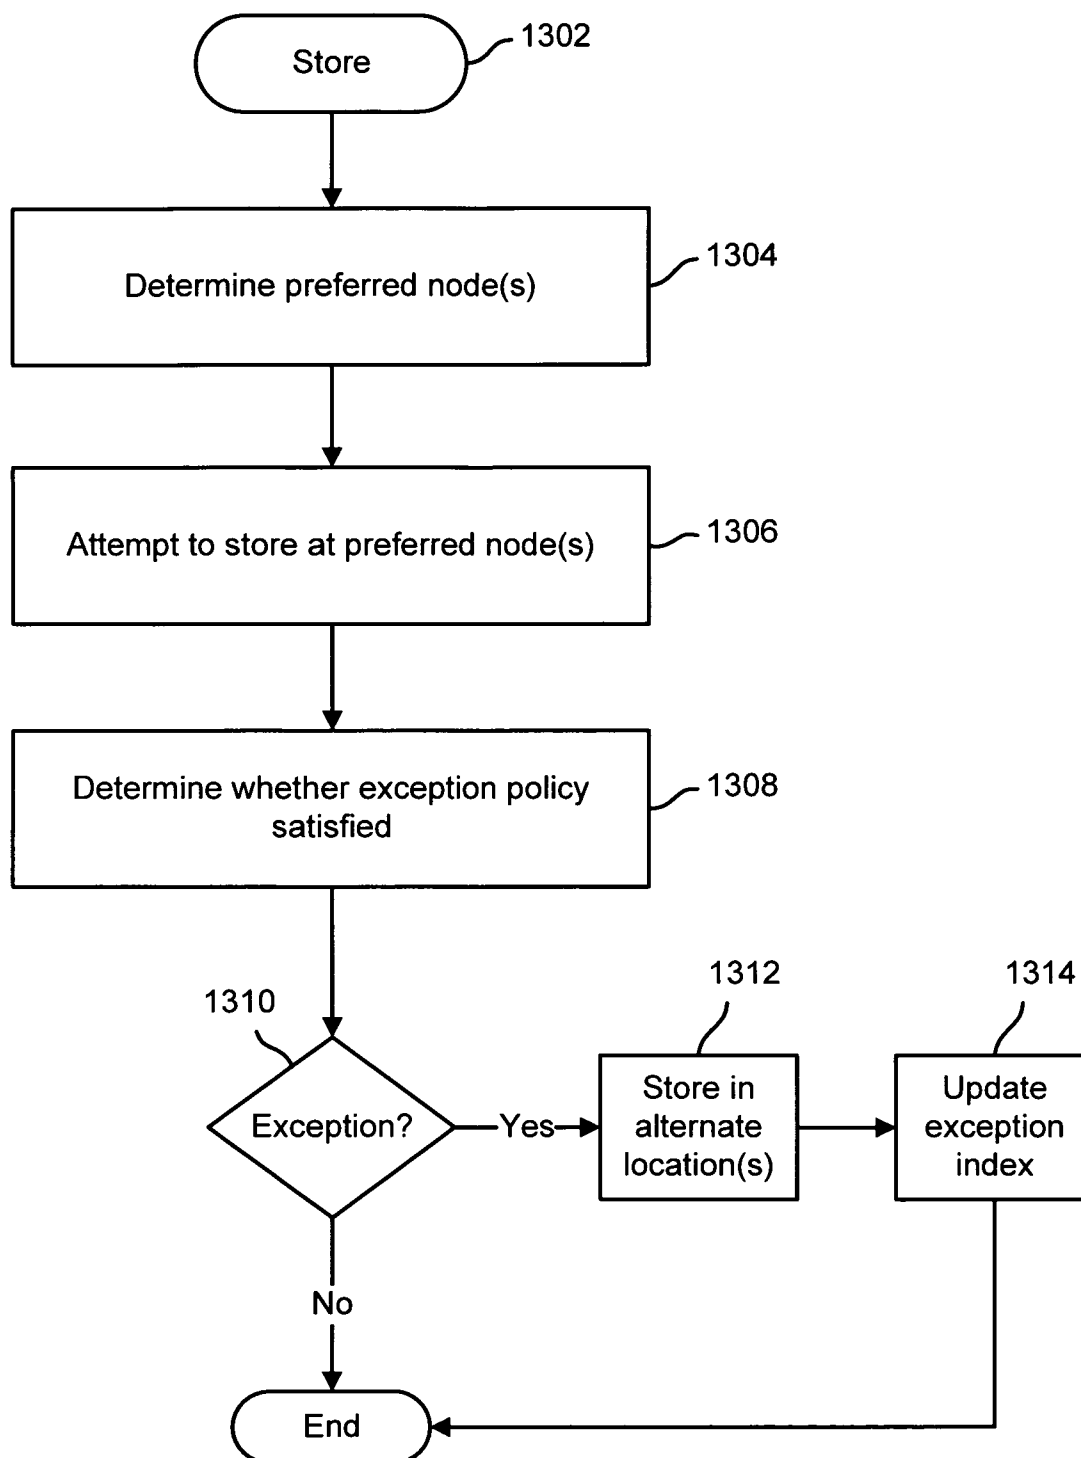 Store
1302
Determine preferred node(s)
1304
Attempt to store at preferred node(s)
1306
Determine whether exception policy
satisfied
1308
1310
Exception?
Yes
1312
Store in
alternate
location(s)
1314
Update
exception
index
No
End